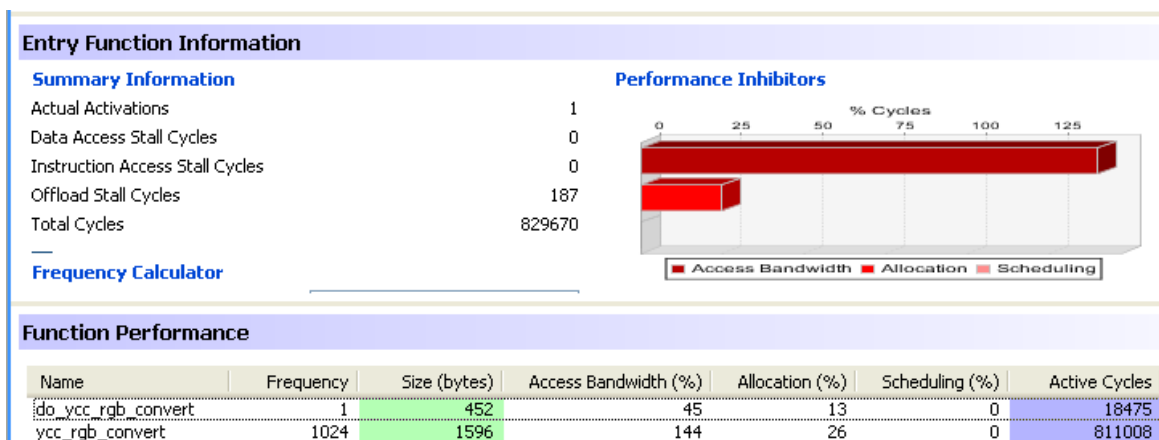 Entry Function Information
Summary Information
Actual Activations 1
Data Access Stall Cycles 0
Instruction Access Stall Cycles 0
Offload Stall Cycles 187
Total Cycles 829670
Frequency Calculator
Performance Inhibitors
% Cycles
0 25 50 75 100 125
Access Bandwidth Allocation Scheduling
Function Performance
Name Frequency Size (bytes) Access Bandwidth (%) Allocation (%) Scheduling (%) Active Cycles
do_ycc_rgb_convert 1 452 45 13 0 18475
ycc_rgb_convert 1024 1596 144 26 0 811008